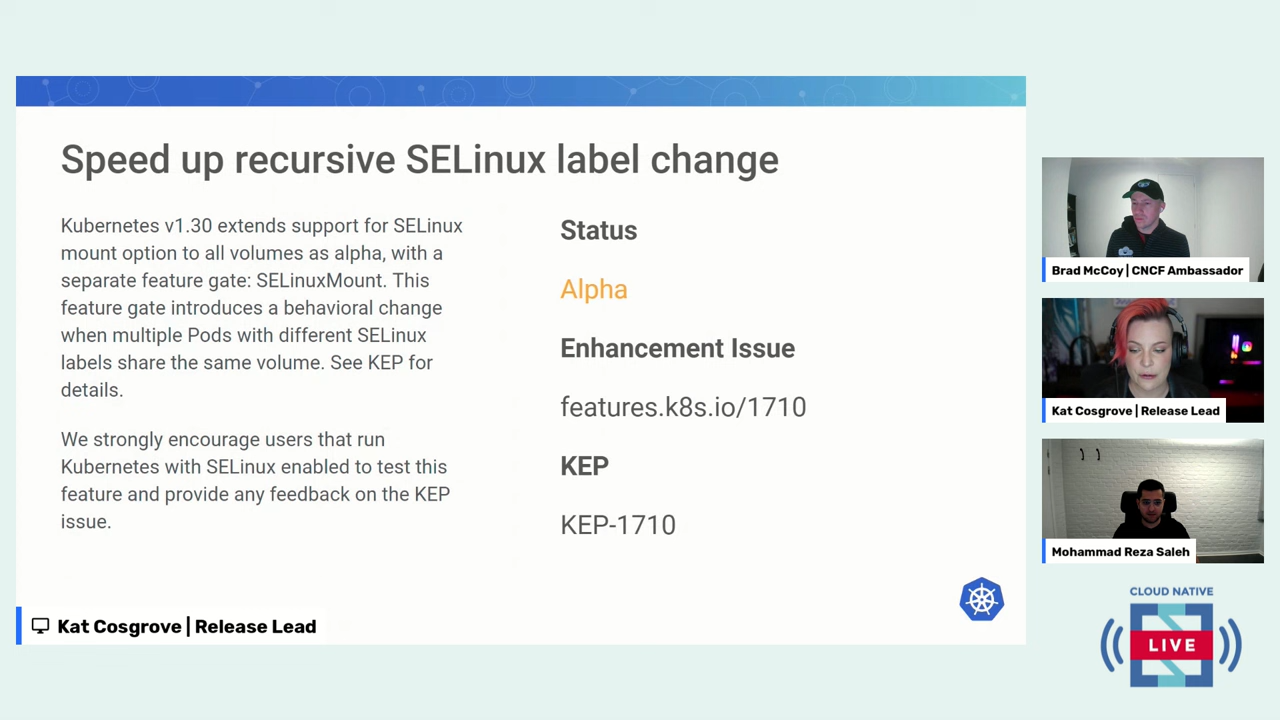 Speed up recursive SELinux label change
Kubernetes v1.30 extends support for SELinux
mount option to all volumes as alpha, with a
separate feature gate: SELinuxMount. This
feature gate introduces a behavioral change
when multiple Pods with different SELinux
labels share the same volume. See KEP for
details.
We strongly encourage users that run
Kubernetes with SELinux enabled to test this
feature and provide any feedback on the KEP
issue.
Status
Alpha
Enhancement Issue
features.k8s.io/1710
KEP
KEP-1710
Kat Cosgrove | Release Lead
Brad McCoy | CNCF Ambassador
Kat Cosgrove | Release Lead
Mohammad Reza Saleh
CLOUD NATIVE
LIVE